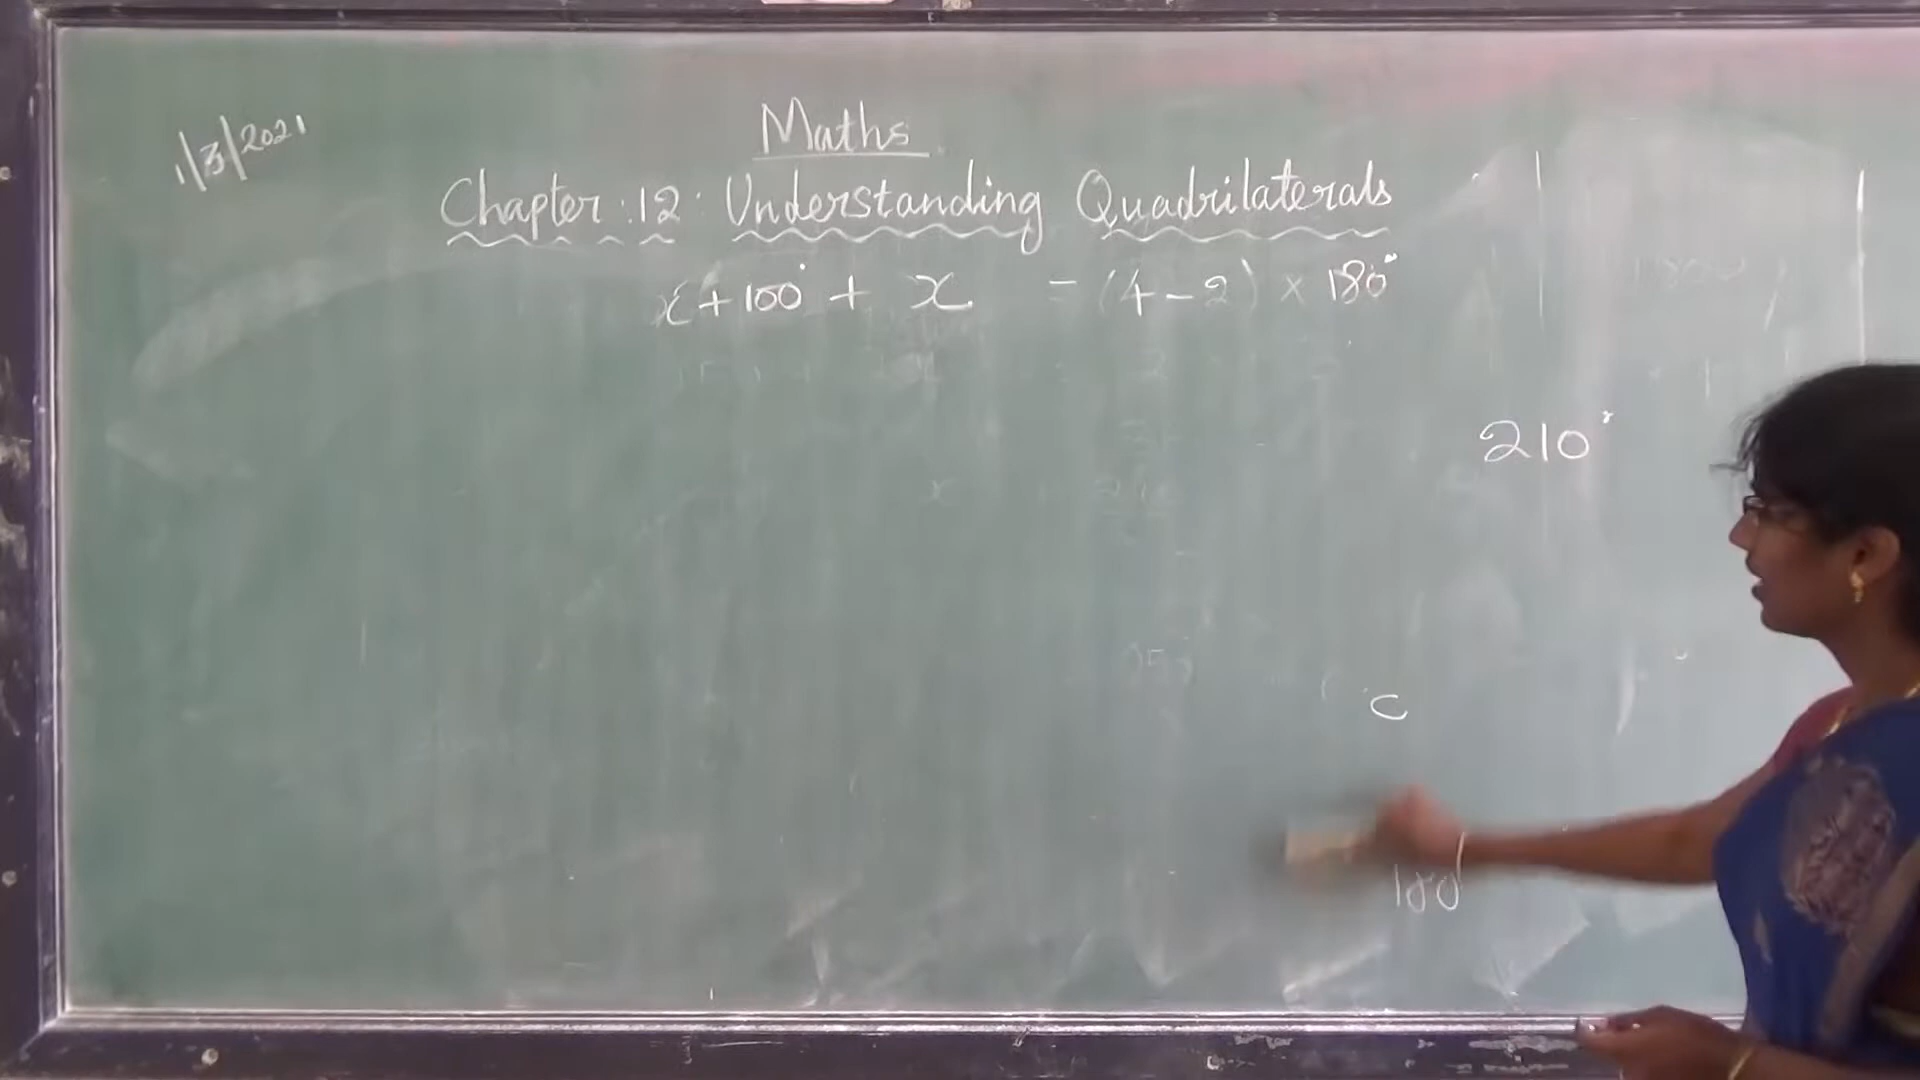 Maths
1/3/2021
Chapter : 12 : Understanding Quadrilaterals
x + 100° + x = (4 - 2) × 180°
210°
C
180